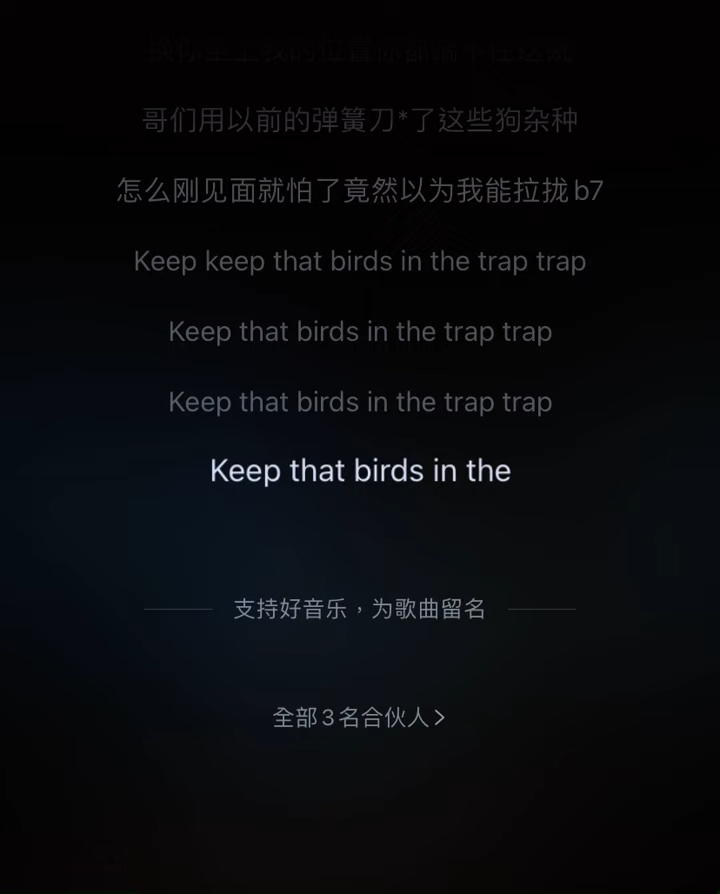 哥们用以前的弹簧刀*了这些狗杂种
怎么刚见面就怕了竟然以为我能拉拢b7
Keep keep that birds in the trap trap
Keep that birds in the trap trap
Keep that birds in the trap trap
Keep that birds in the
支持好音乐，为歌曲留名
全部3名合伙人>